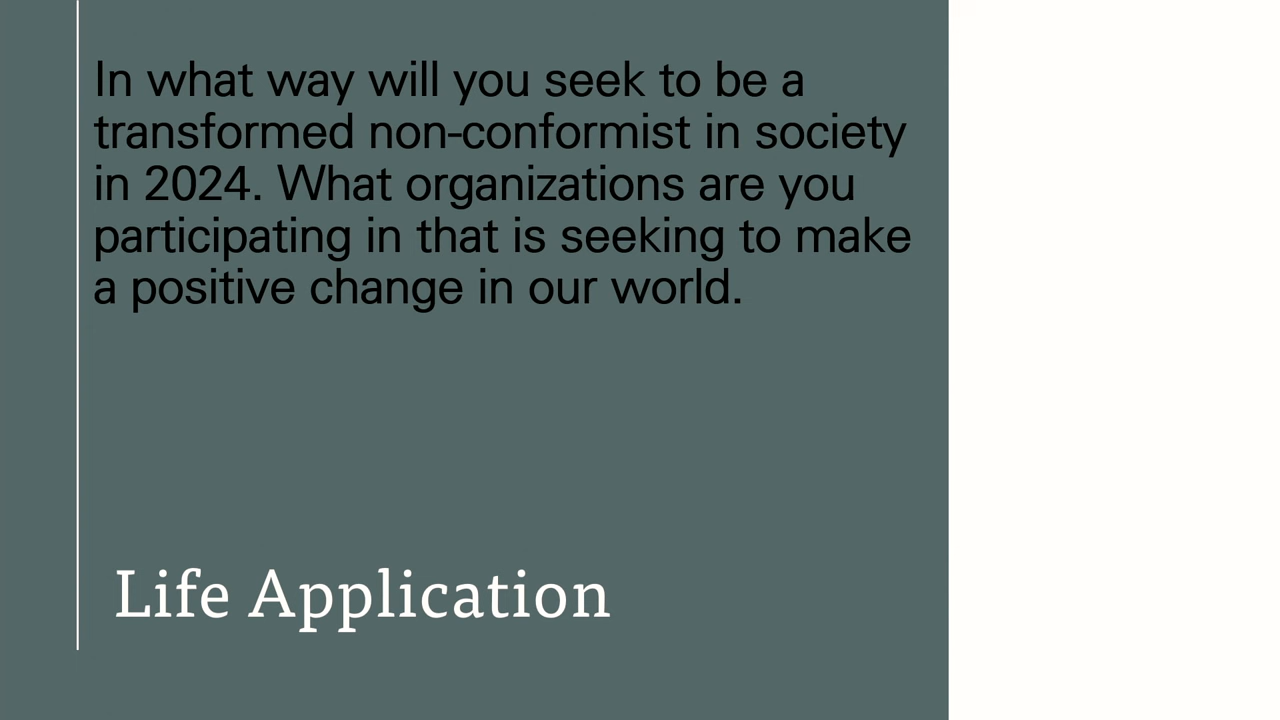 In what way will you seek to be a
transformed non-conformist in society
in 2024. What organizations are you
participating in that is seeking to make
a positive change in our world.
Life Application